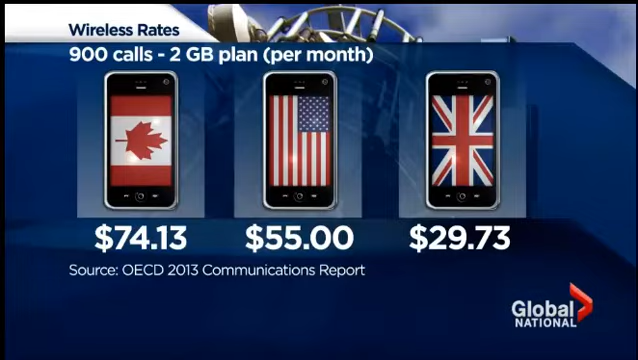 Wireless Rates
900 calls - 2 GB plan (per month)
$74.13 $55.00 $29.73
Source: OECD 2013 Communications Report
Global
NATIONAL